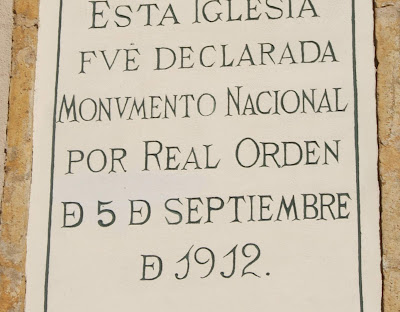 ESTA IGLESIA
FVÉ DECLARADA
MONVMENTO NACIONAL
POR REAL ORDEN
Đ 5 Đ SEPTIEMBRE
Đ 1912.